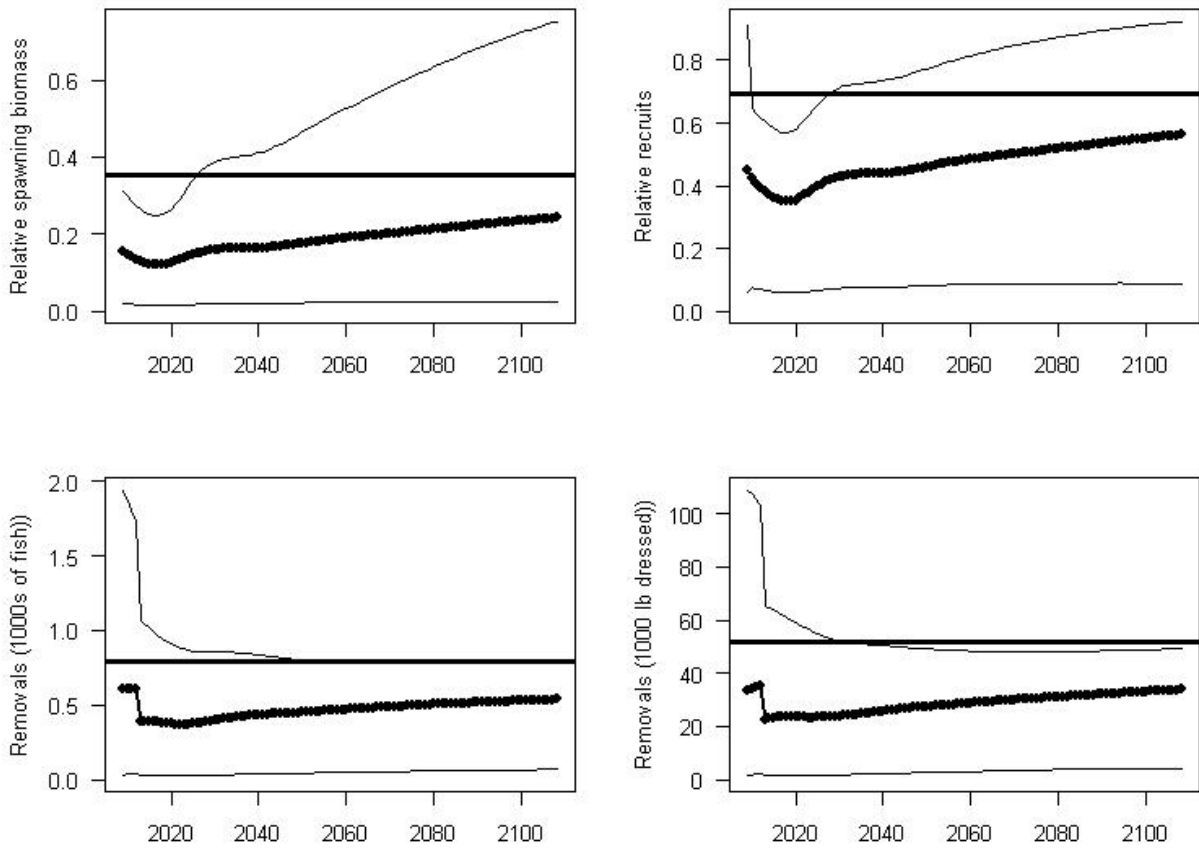 Relative spawning biomass
0.6
0.4
0.2
0.0
2020 2040 2060 2080 2100
Relative recruits
0.8
0.6
0.4
0.2
0.0
2020 2040 2060 2080 2100
Removals (1000s of fish))
2.0
1.5
1.0
0.5
0.0
2020 2040 2060 2080 2100
Removals (1000 lb dressed))
100
80
60
40
20
0
2020 2040 2060 2080 2100